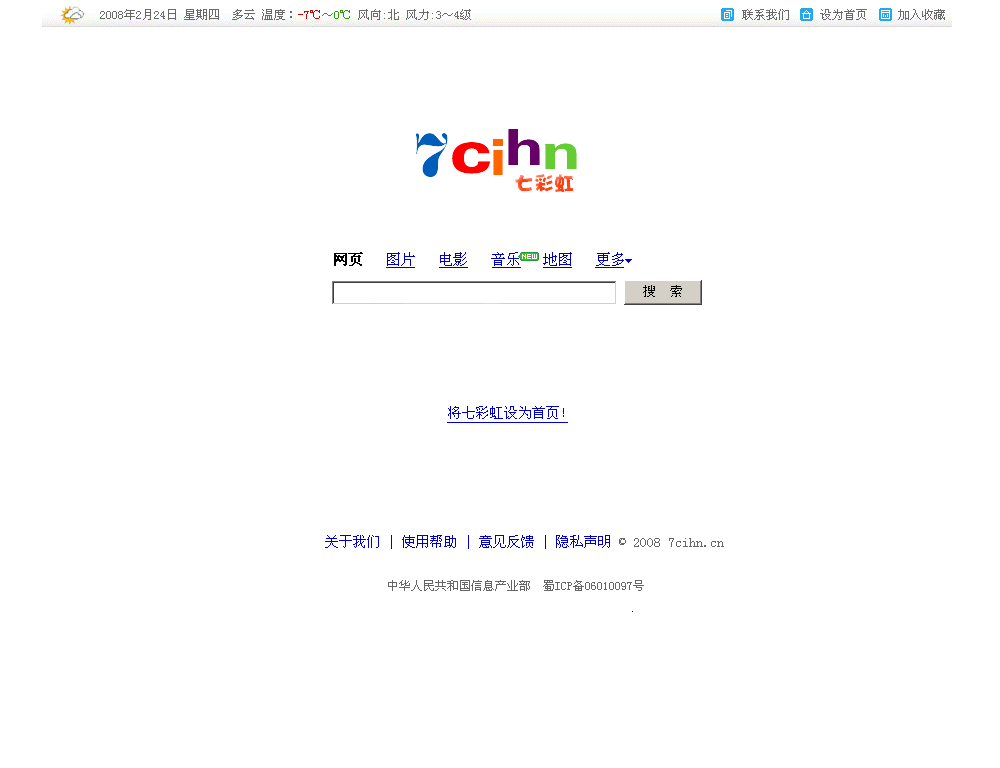 2008年2月24日 星期四 多云 温度：-7℃～0℃ 风向:北 风力:3～4级 联系我们 设为首页 加入收藏
7cihn
七彩虹
网页 图片 电影 音乐 NEW 地图 更多
搜 索
将七彩虹设为首页!
关于我们 | 使用帮助 | 意见反馈 | 隐私声明 © 2008 7cihn.cn
中华人民共和国信息产业部 蜀ICP备06010097号
.